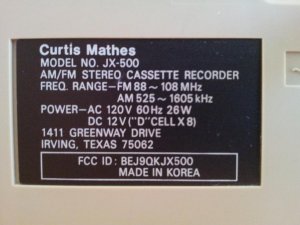 Curtis Mathes
MODEL NO. JX-500
AM/FM STEREO CASSETTE RECORDER
FREQ. RANGE—FM 88 ~ 108 MHz
AM 525 ~ 1605 kHz
POWER—AC 120V 60Hz 26W
DC 12V ("D" CELL X 8)
1411 GREENWAY DRIVE
IRVING, TEXAS 75062
FCC ID : BEJ9QKJX500
MADE IN KOREA